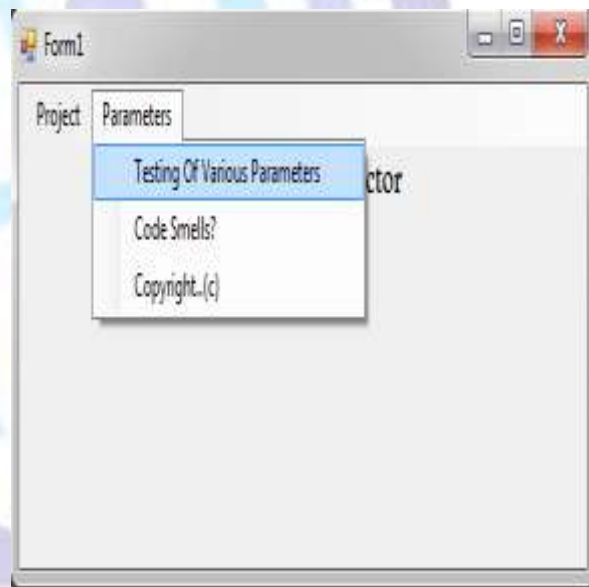 Form1
Project Parameters
Testing Of Various Parameters
ctor
Code Smells?
Copyright..(c)